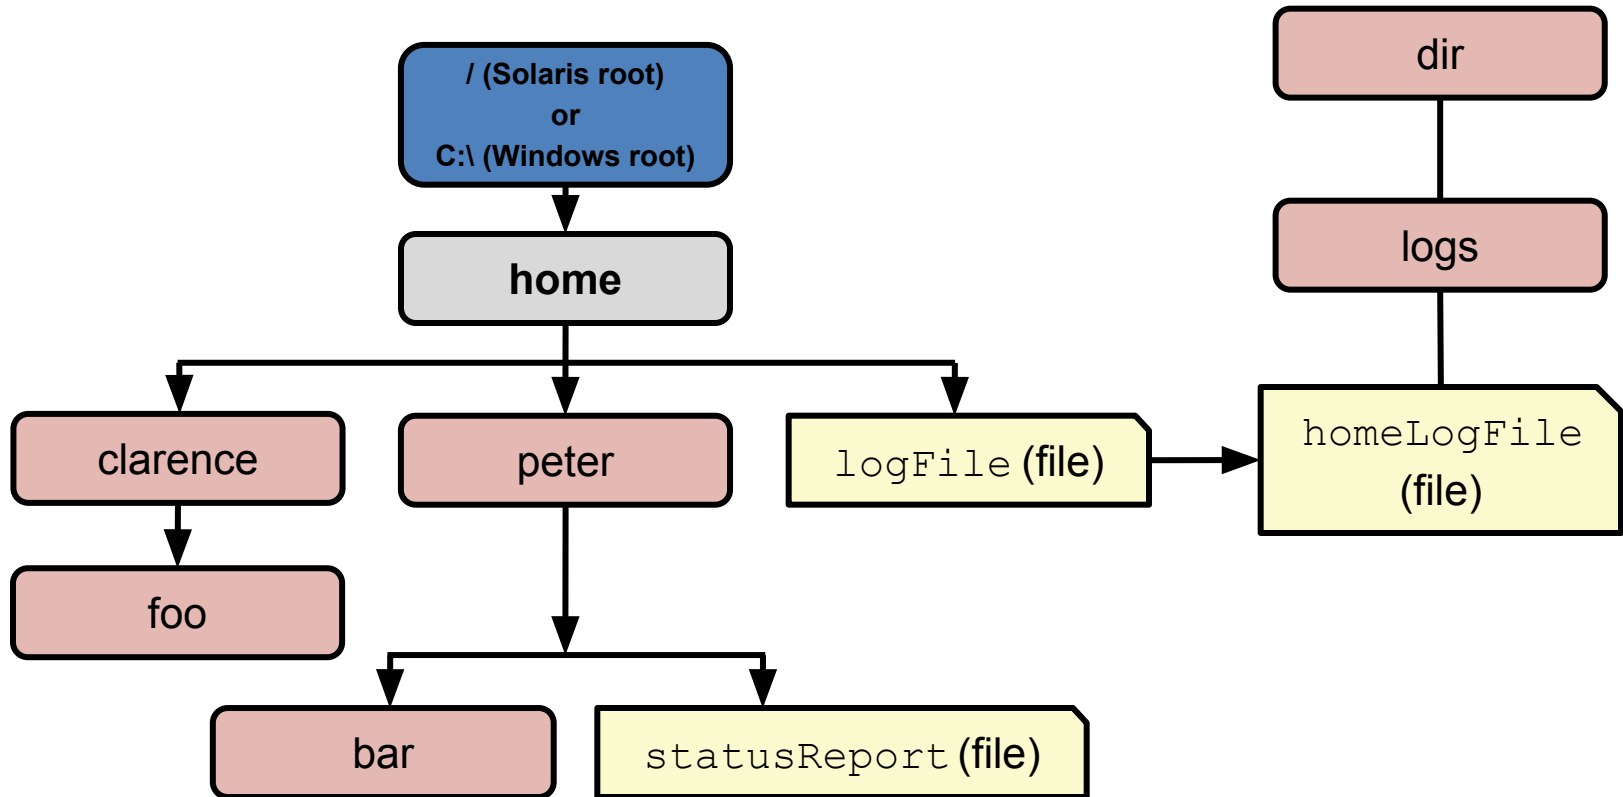 / (Solaris root)
or
C:\ (Windows root)
dir
logs
home
clarence
peter
logFile (file)
homeLogFile
(file)
foo
bar
statusReport (file)